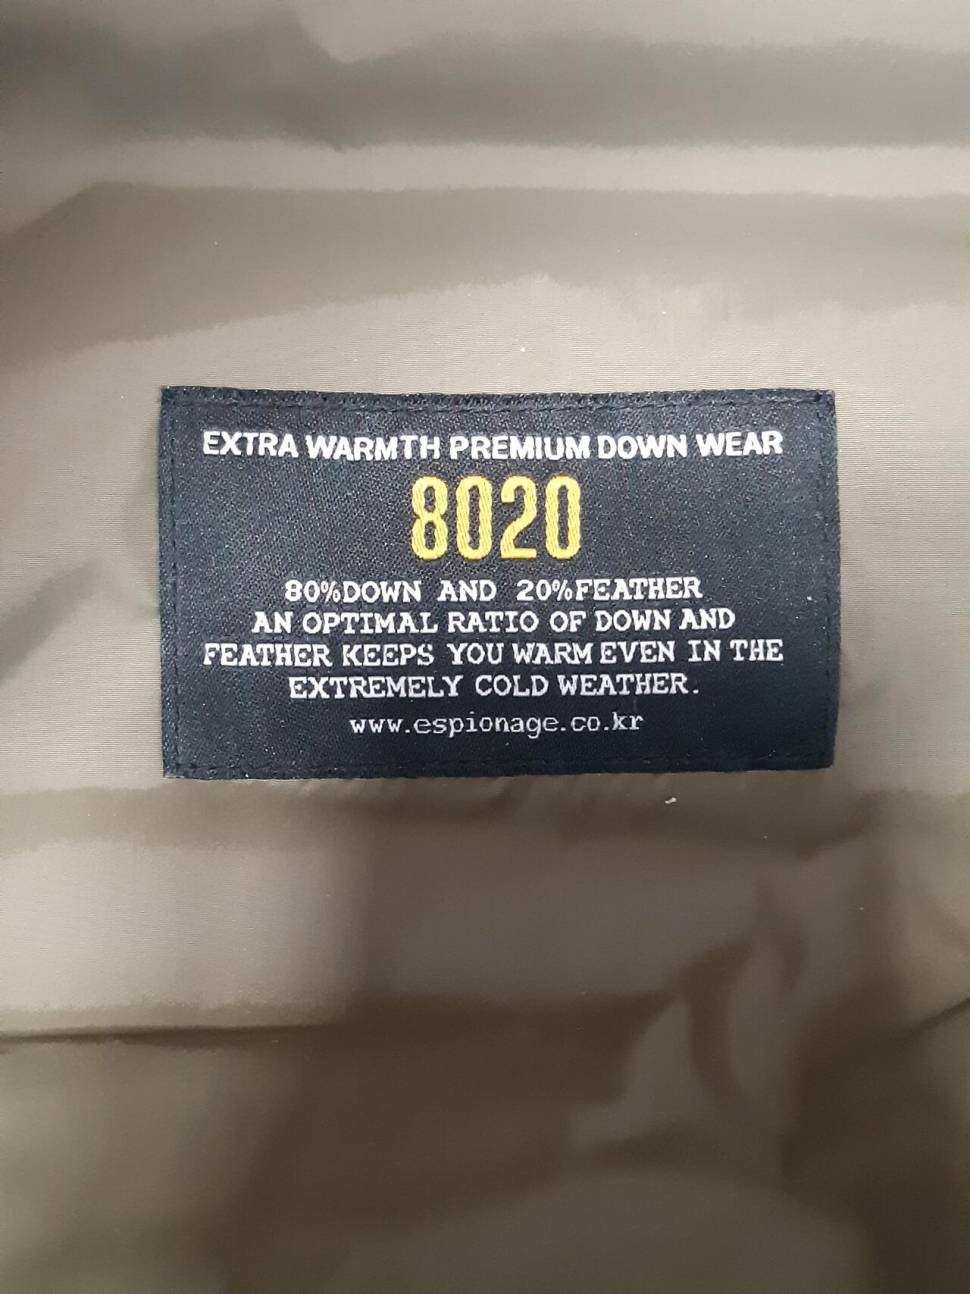 EXTRA WARMTH PREMIUM DOWN WEAR
8020
80%DOWN AND 20%FEATHER
AN OPTIMAL RATIO OF DOWN AND
FEATHER KEEPS YOU WARM EVEN IN THE
EXTREMELY COLD WEATHER.
www.espionage.co.kr